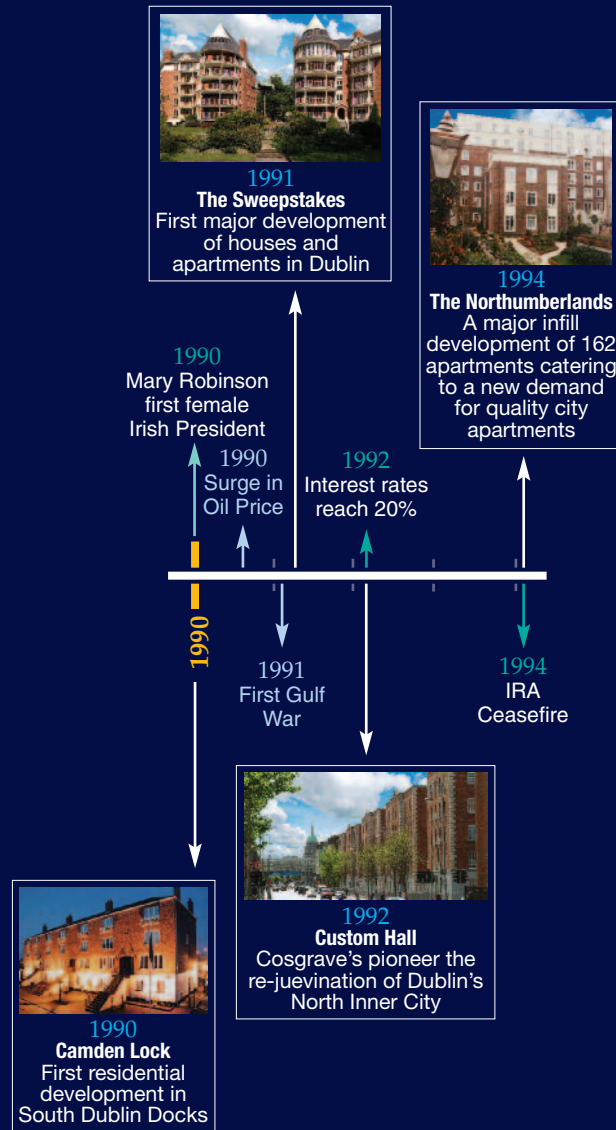 1991
The Sweepstakes
First major development
of houses and
apartments in Dublin
1994
The Northumberlands
A major infill
development of 162
apartments catering
to a new demand
for quality city
apartments
1990
Mary Robinson
first female
Irish President
1990
Surge in
Oil Price
1992
Interest rates
reach 20%
1990
1991
First Gulf
War
1994
IRA
Ceasefire
1992
Custom Hall
Cosgrave's pioneer the
re-juevination of Dublin's
North Inner City
1990
Camden Lock
First residential
development in
South Dublin Docks